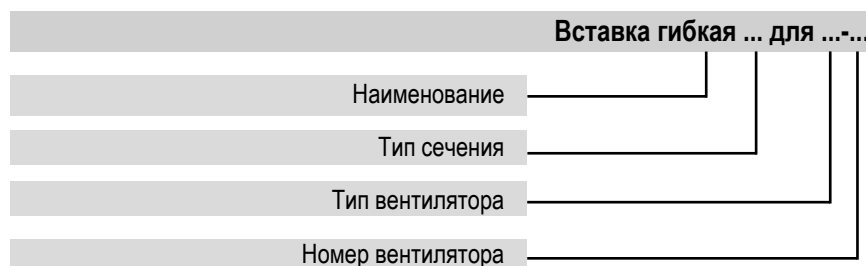 Вставка гибкая ... для ...-...
Наименование
Тип сечения
Тип вентилятора
Номер вентилятора